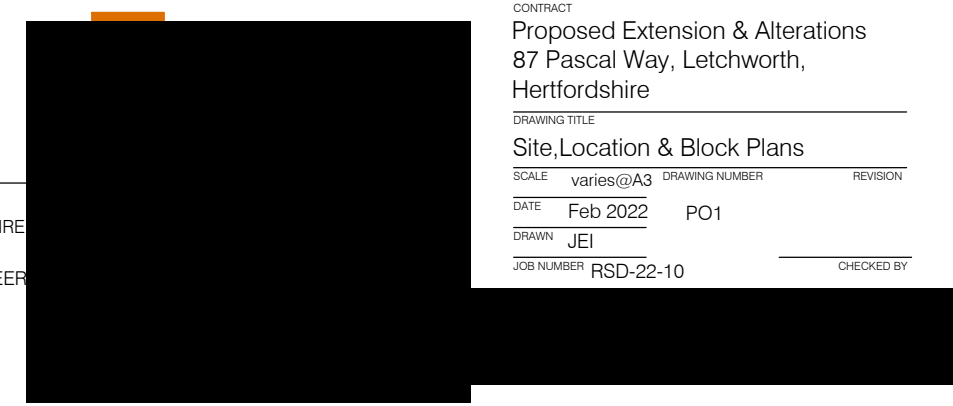 CONTRACT
Proposed Extension & Alterations
87 Pascal Way, Letchworth,
Hertfordshire
DRAWING TITLE
Site,Location & Block Plans
SCALE varies@A3 DRAWING NUMBER REVISION
DATE Feb 2022 PO1
DRAWN JEI
JOB NUMBER RSD-22-10 CHECKED BY